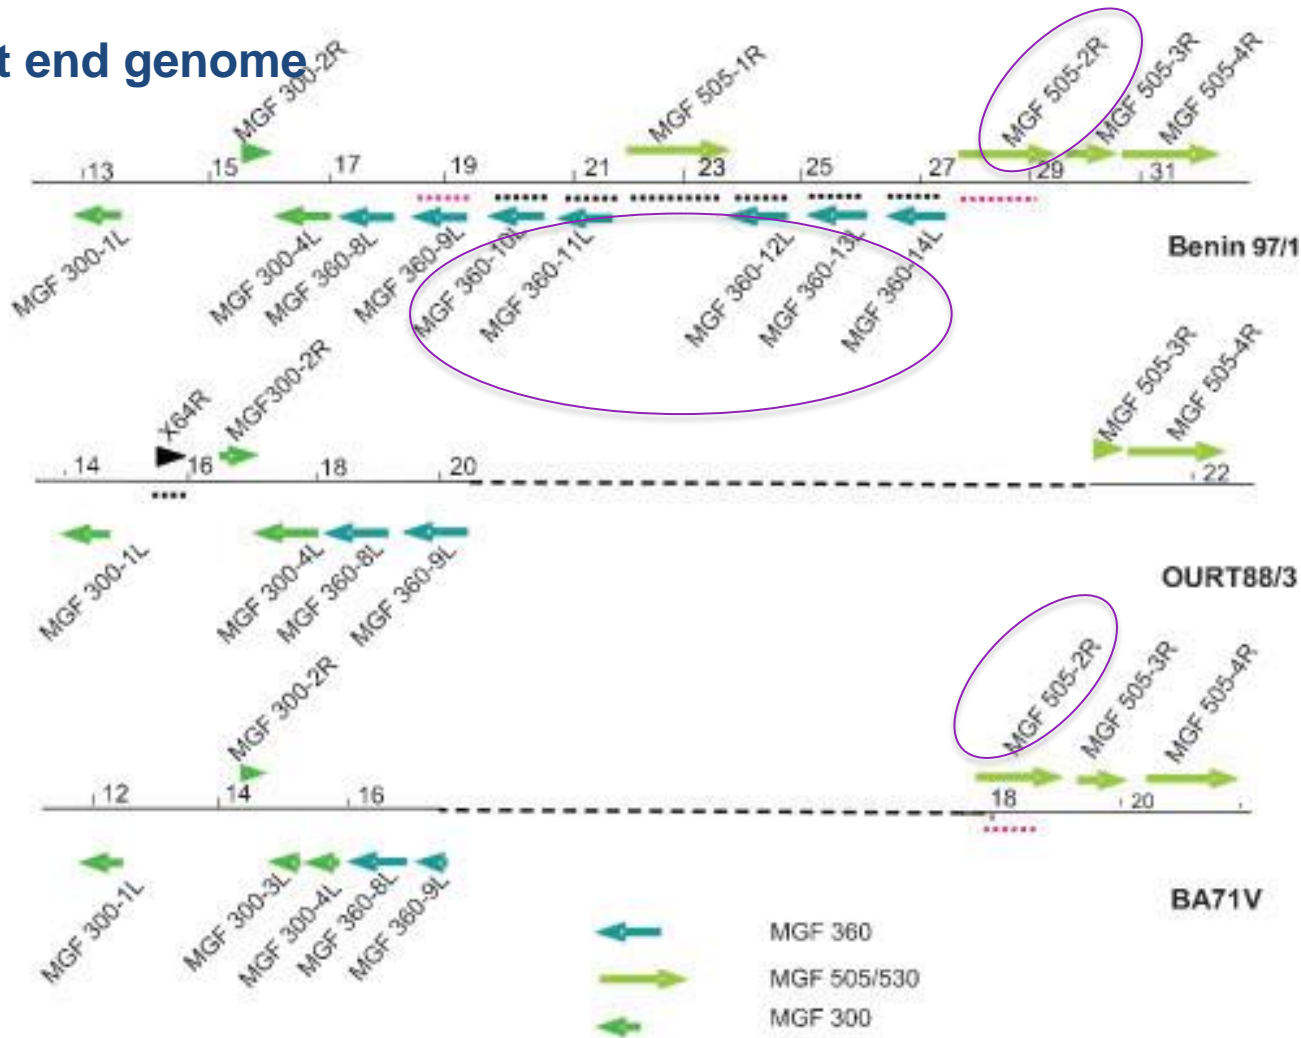 t end genome
MGF 300-2R
MGF 505-1R
MGF 505-2R
MGF 505-3R
MGF 505-4R
13 15 17 19 21 23 25 27 29 31
MGF 300-1L
MGF 300-4L
MGF 360-8L
MGF 360-9L
MGF 360-10L
MGF 360-11L
MGF 360-12L
MGF 360-13L
MGF 360-14L
Benin 97/1
X64R
MGF300-2R
MGF 505-3R
MGF 505-4R
14 16 18 20 22
MGF 300-1L
MGF 300-4L
MGF 360-8L
MGF 360-9L
OURT88/3
MGF 300-2R
MGF 505-2R
MGF 505-3R
MGF 505-4R
12 14 16 18 20
MGF 300-1L
MGF 300-3L
MGF 300-4L
MGF 360-8L
MGF 360-9L
BA71V
MGF 360
MGF 505/530
MGF 300